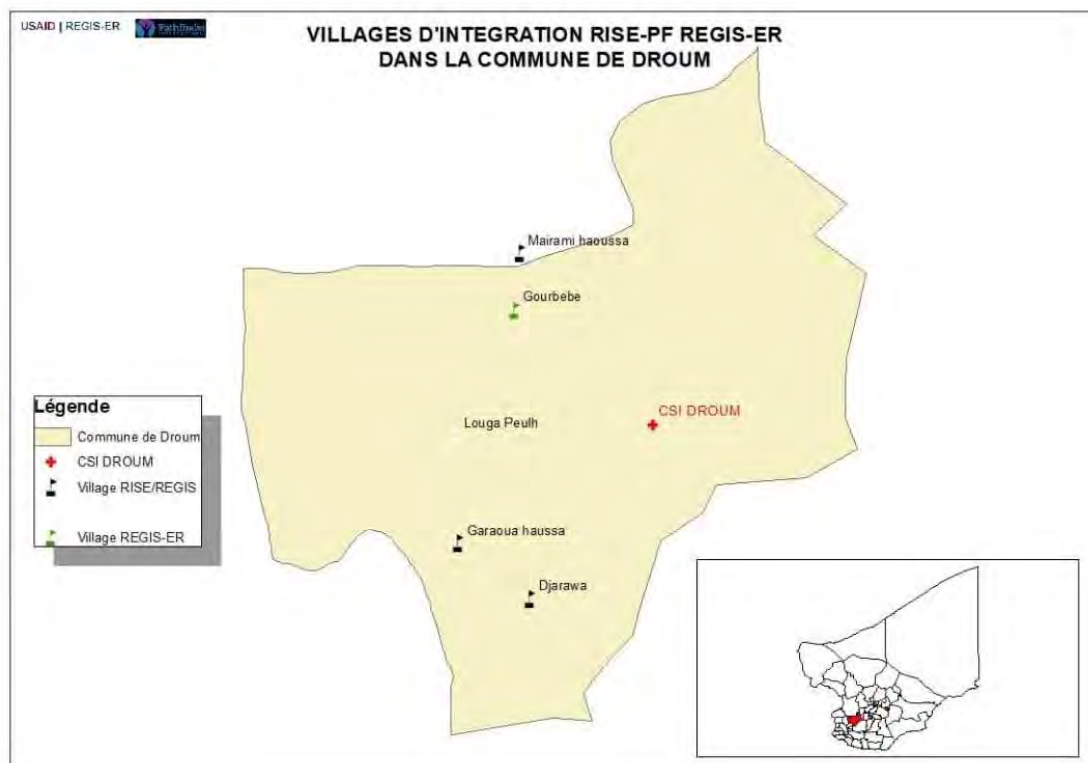 USAID | REGIS-ER
Pathfinder
VILLAGES D'INTEGRATION RISE-PF REGIS-ER
DANS LA COMMUNE DE DROUM
Mairami haoussa
Gourbebe
CSI DROUM
Louga Peulh
Garaoua haussa
Djarawa
Légende
Commune de Droum
CSI DROUM
Village RISE/REGIS
Village REGIS-ER